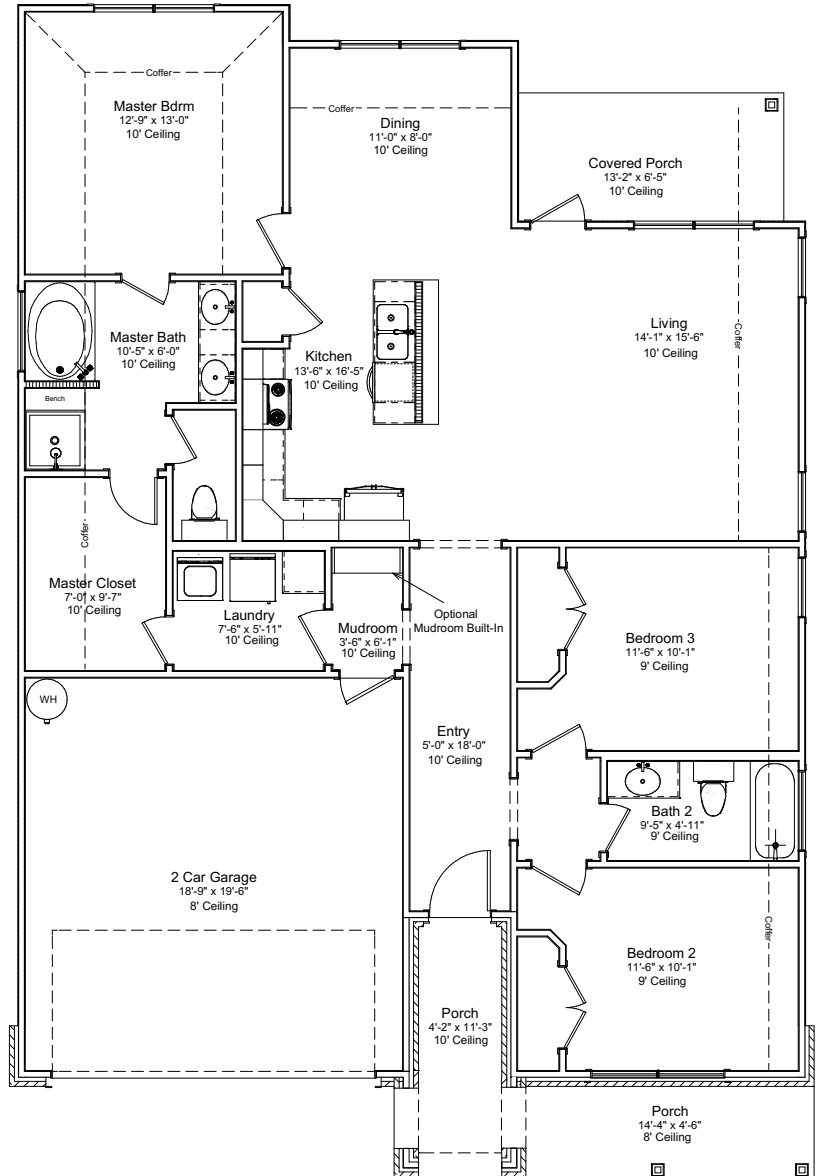 Coffer
Master Bdrm
12'-9" x 13'-0"
10' Ceiling
Coffer
Dining
11'-0" x 8'-0"
10' Ceiling
Covered Porch
13'-2" x 6'-5"
10' Ceiling
Master Bath
10'-5" x 6'-0"
10' Ceiling
Bench
Kitchen
13'-6" x 16'-5"
10' Ceiling
Living
14'-1" x 15'-6"
10' Ceiling
Coffer
Coffer
Master Closet
7'-0" x 9'-7"
10' Ceiling
Laundry
7'-6" x 5'-11"
10' Ceiling
Mudroom
3'-6" x 6'-1"
10' Ceiling
Optional
Mudroom Built-In
Bedroom 3
11'-6" x 10'-1"
9' Ceiling
WH
Entry
5'-0" x 18'-0"
10' Ceiling
Bath 2
9'-5" x 4'-11"
9' Ceiling
2 Car Garage
18'-9" x 19'-6"
8' Ceiling
Coffer
Bedroom 2
11'-6" x 10'-1"
9' Ceiling
Porch
4'-2" x 11'-3"
10' Ceiling
Porch
14'-4" x 4'-6"
8' Ceiling